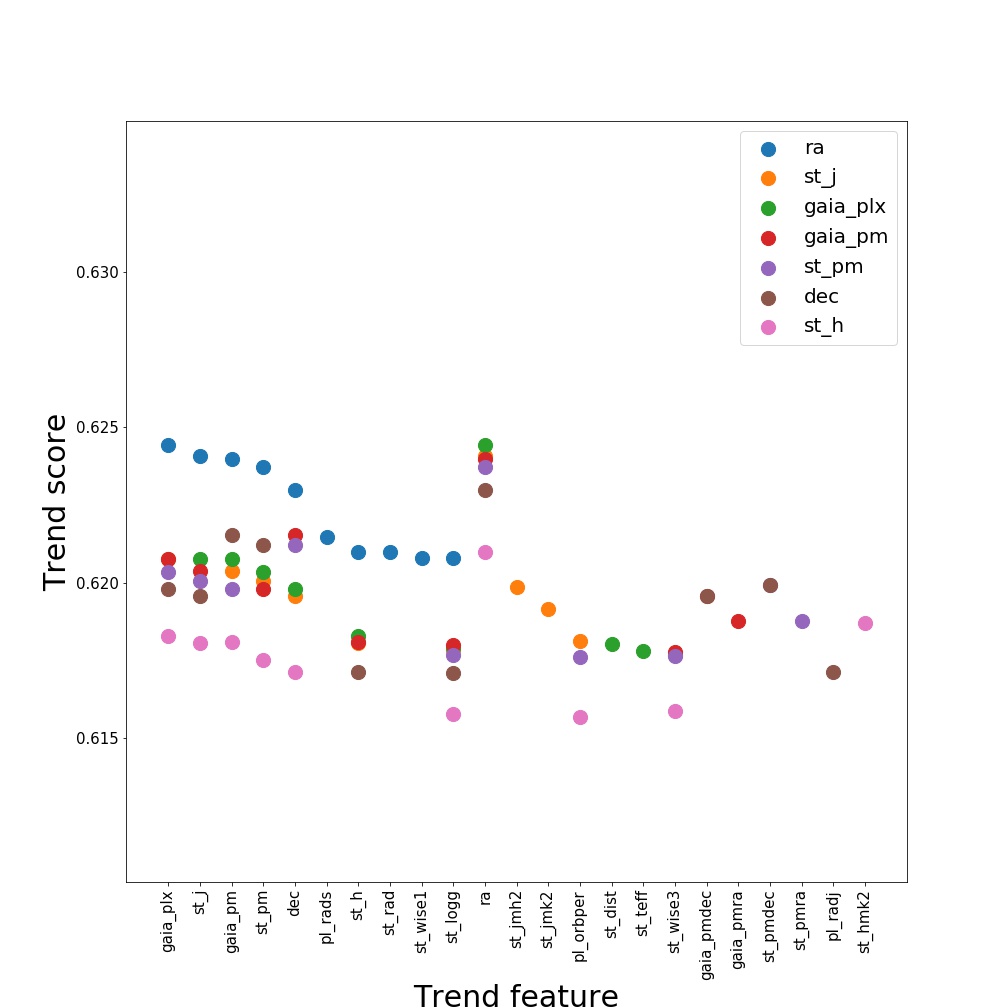 ra
st_j
gaia_plx
gaia_pm
st_pm
dec
st_h
0.630
0.625
0.620
0.615
Trend score
gaia_plx
st_j
gaia_pm
st_pm
dec
pl_rads
st_h
st_rad
st_wise1
st_logg
ra
st_jmh2
st_jmk2
pl_orbper
st_dist
st_teff
st_wise3
gaia_pmdec
gaia_pmra
st_pmdec
st_pmra
pl_radj
st_hmk2
Trend feature